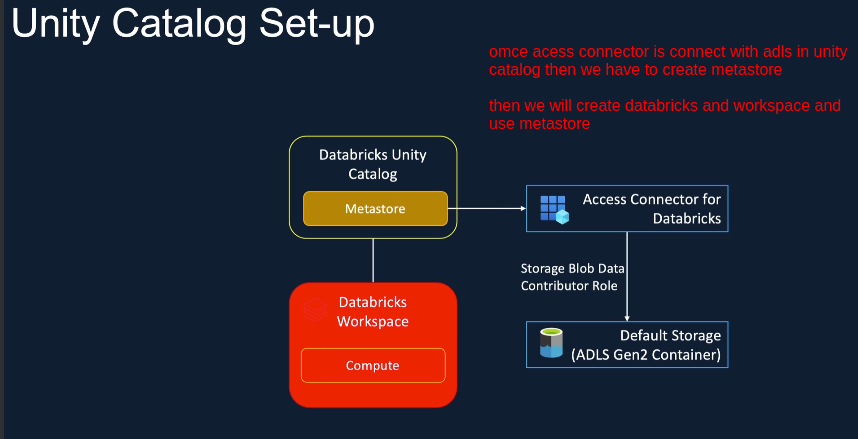 Unity Catalog Set-up
omce acess connector is connect with adls in unity
catalog then we have to create metastore
then we will create databricks and workspace and
use metastore
Databricks Unity
Catalog
Metastore
Access Connector for
Databricks
Storage Blob Data
Contributor Role
Databricks
Workspace
Compute
Default Storage
(ADLS Gen2 Container)